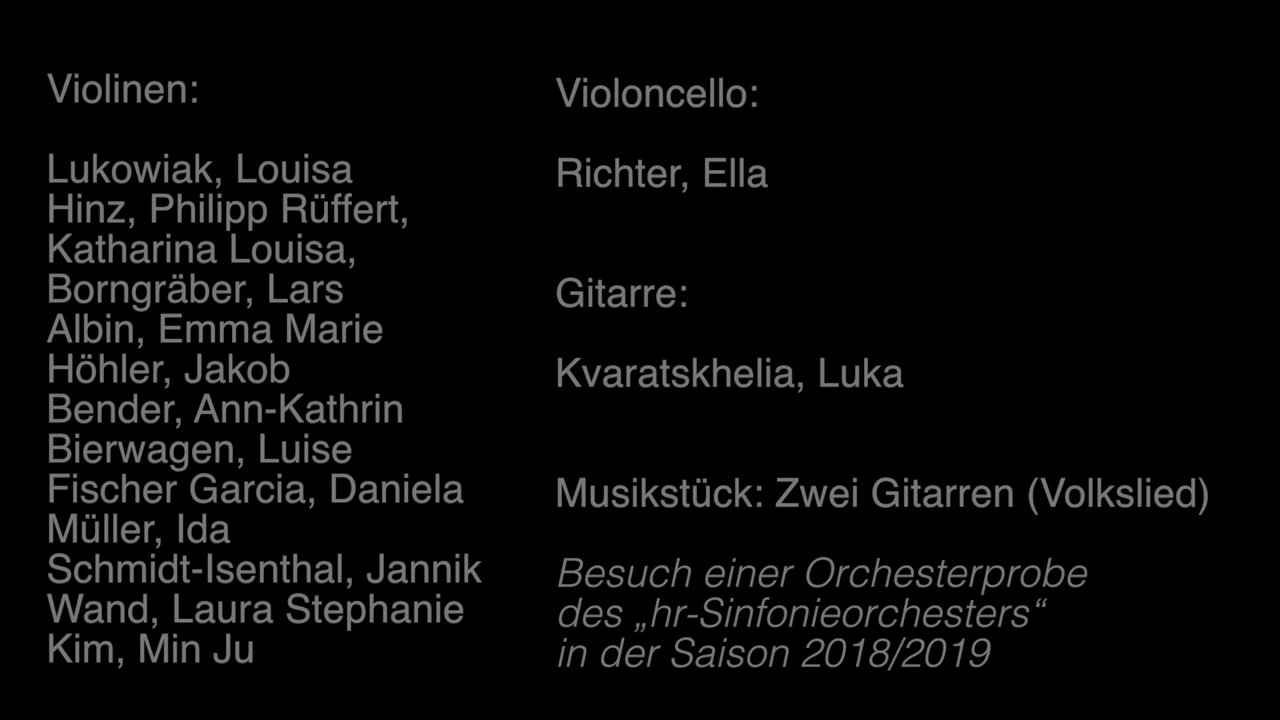 Violinen:
Lukowiak, Louisa
Hinz, Philipp Rüffert,
Katharina Louisa,
Borngräber, Lars
Albin, Emma Marie
Höhler, Jakob
Bender, Ann-Kathrin
Bierwagen, Luise
Fischer Garcia, Daniela
Müller, Ida
Schmidt-Isenthal, Jannik
Wand, Laura Stephanie
Kim, Min Ju
Violoncello:
Richter, Ella
Gitarre:
Kvaratskhelia, Luka
Musikstück: Zwei Gitarren (Volkslied)
Besuch einer Orchesterprobe
des „hr-Sinfonieorchesters“
in der Saison 2018/2019